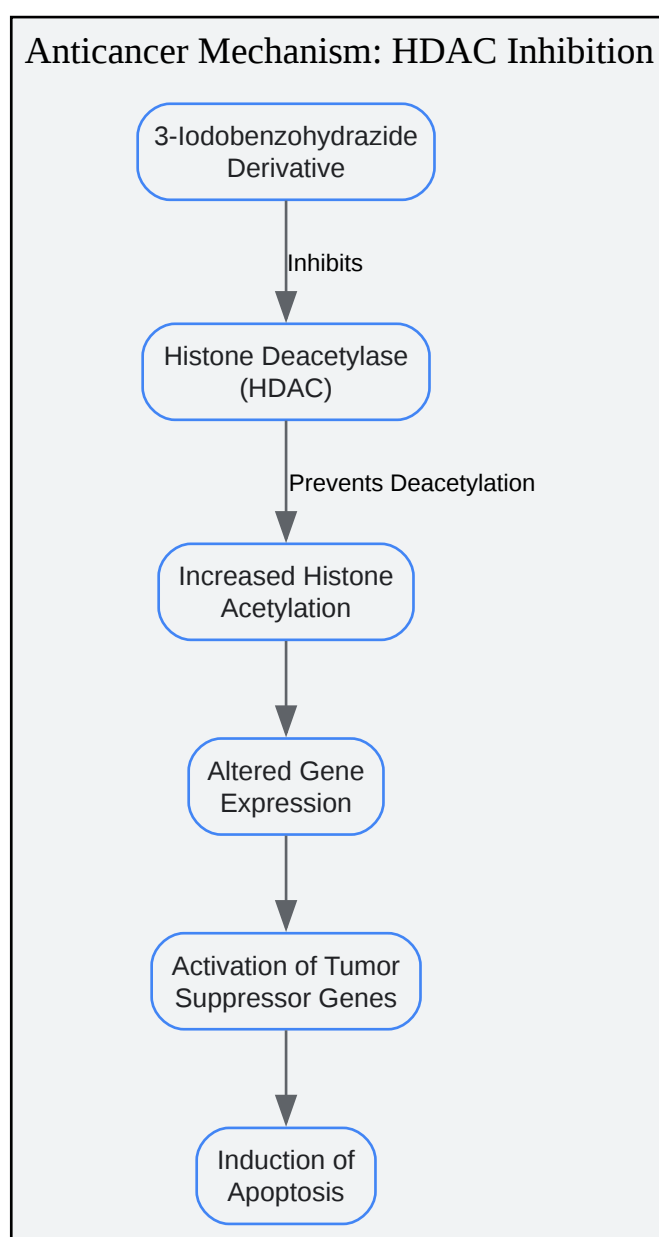 Anticancer Mechanism: HDAC Inhibition
3-Iodobenzohydrazide
Derivative
Inhibits
Histone Deacetylase
(HDAC)
Prevents Deacetylation
Increased Histone
Acetylation
Altered Gene
Expression
Activation of Tumor
Suppressor Genes
Induction of
Apoptosis